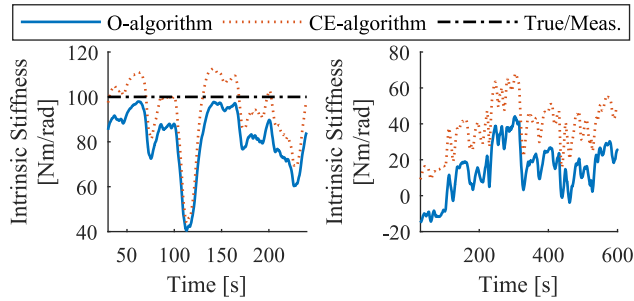 O-algorithm CE-algorithm True/Meas.
Intrinsic Stiffness
[Nm/rad]
120
100
80
60
40
50 100 150 200
Time [s]
Intrinsic Stiffness
[Nm/rad]
80
60
40
20
0
-20
200 400 600
Time [s]